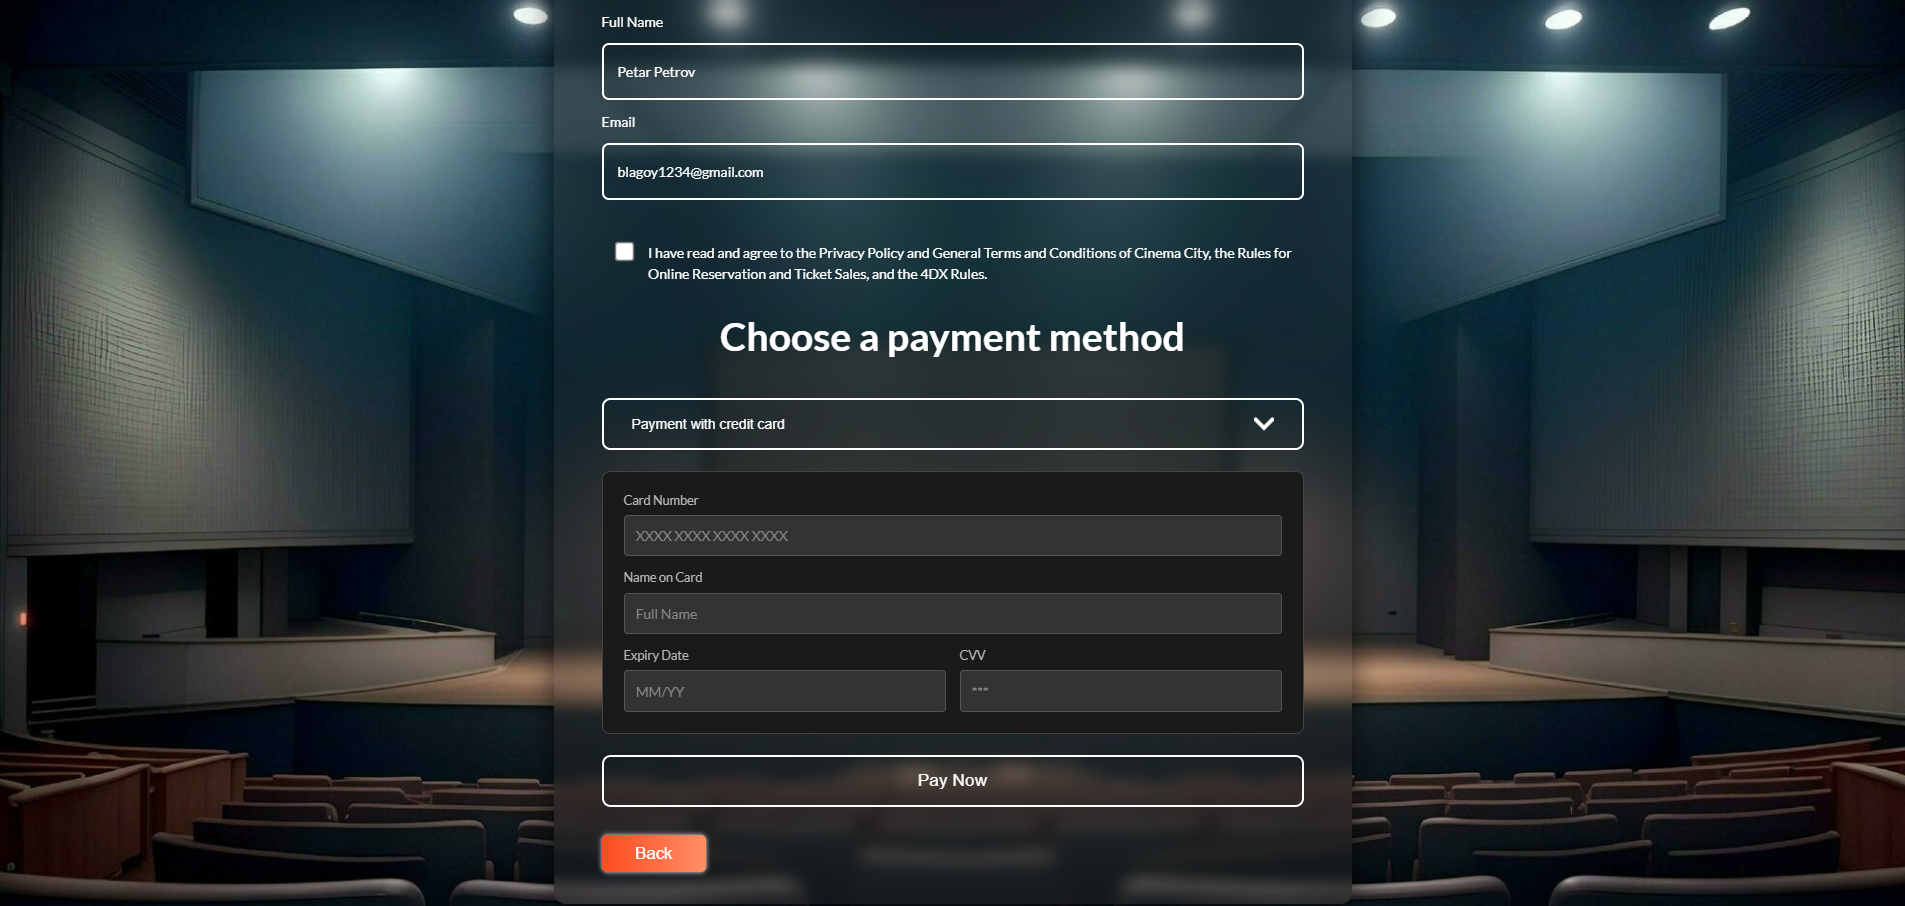 Full Name
Petar Petrov
Email
blagoy1234@gmail.com
I have read and agree to the Privacy Policy and General Terms and Conditions of Cinema City, the Rules for
Online Reservation and Ticket Sales, and the 4DX Rules.
Choose a payment method
Payment with credit card
Card Number
XXXX XXXX XXXX XXXX
Name on Card
Full Name
Expiry Date
CVV
MM/YY
***
Pay Now
Back